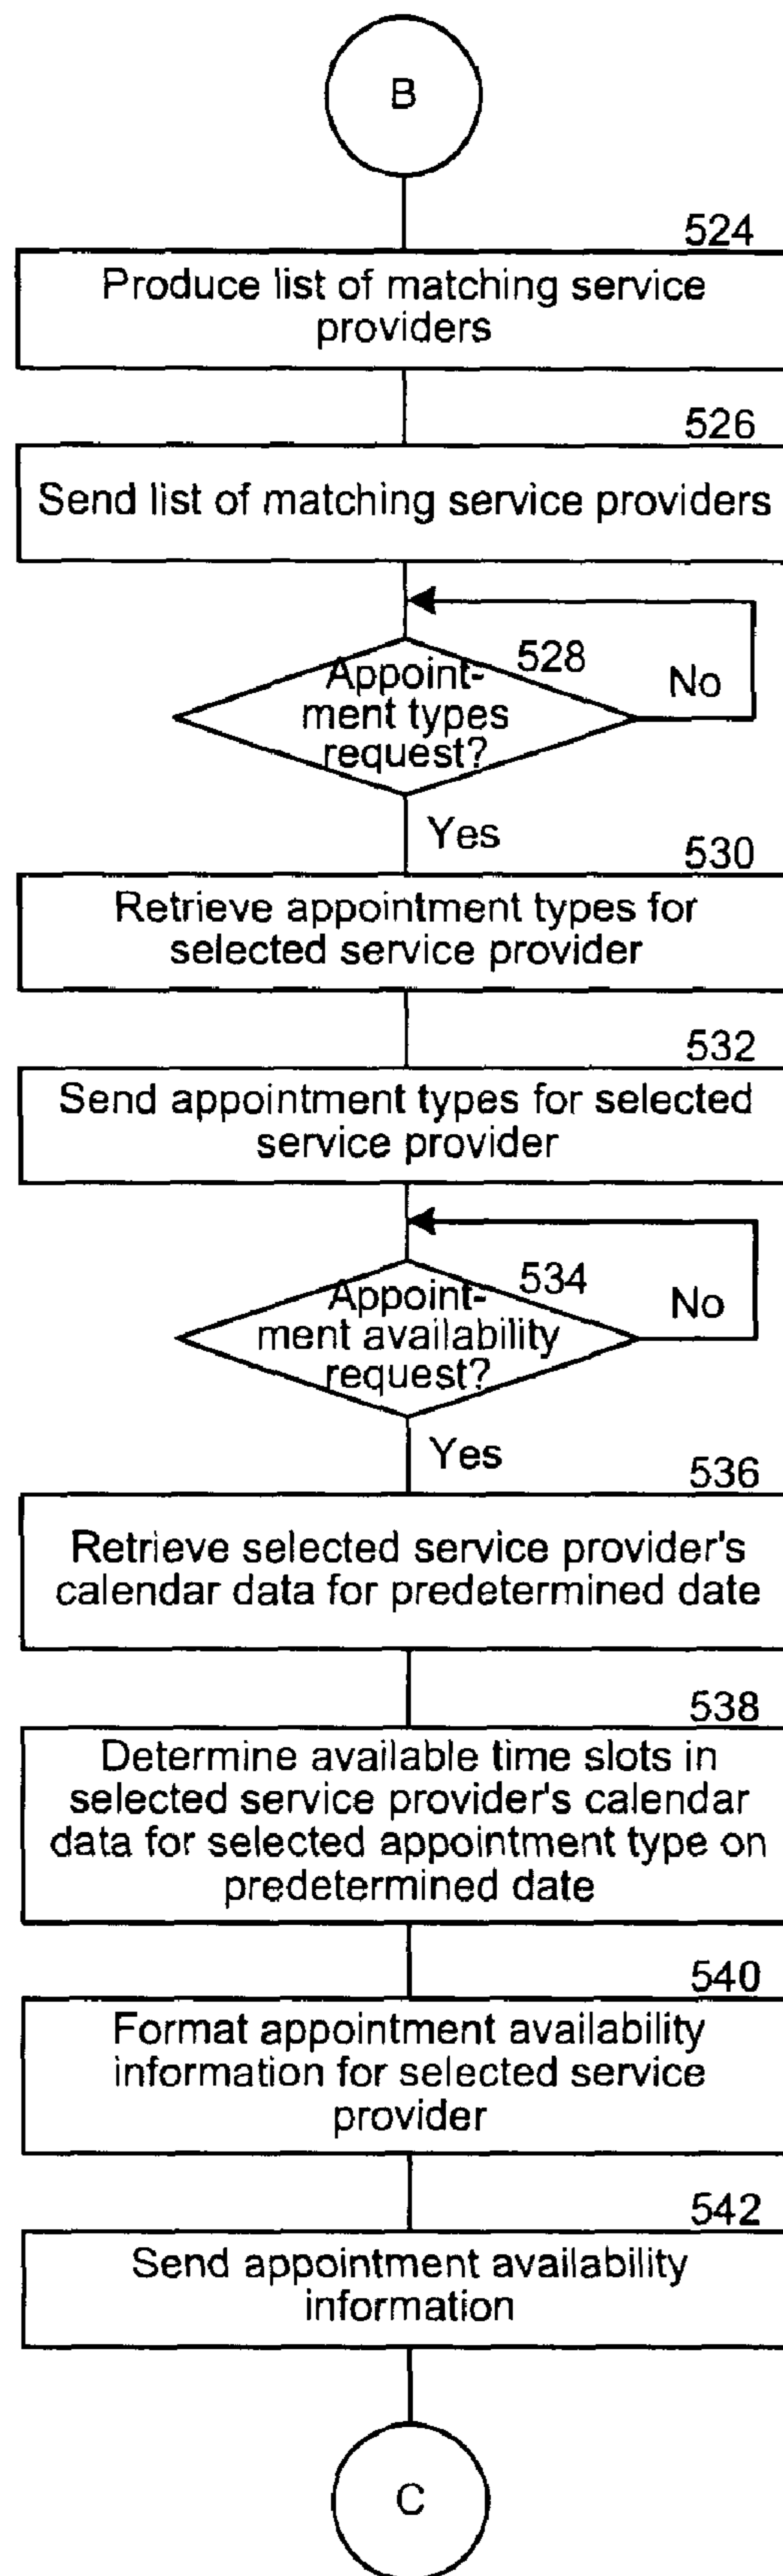 B
524
Produce list of matching service
providers
526
Send list of matching service providers
528
Appoint-
ment types
request?
No
Yes
530
Retrieve appointment types for
selected service provider
532
Send appointment types for selected
service provider
534
Appoint-
ment availability
request?
No
Yes
536
Retrieve selected service provider's
calendar data for predetermined date
538
Determine available time slots in
selected service provider's calendar
data for selected appointment type on
predetermined date
540
Format appointment availability
information for selected service
provider
542
Send appointment availability
information
C